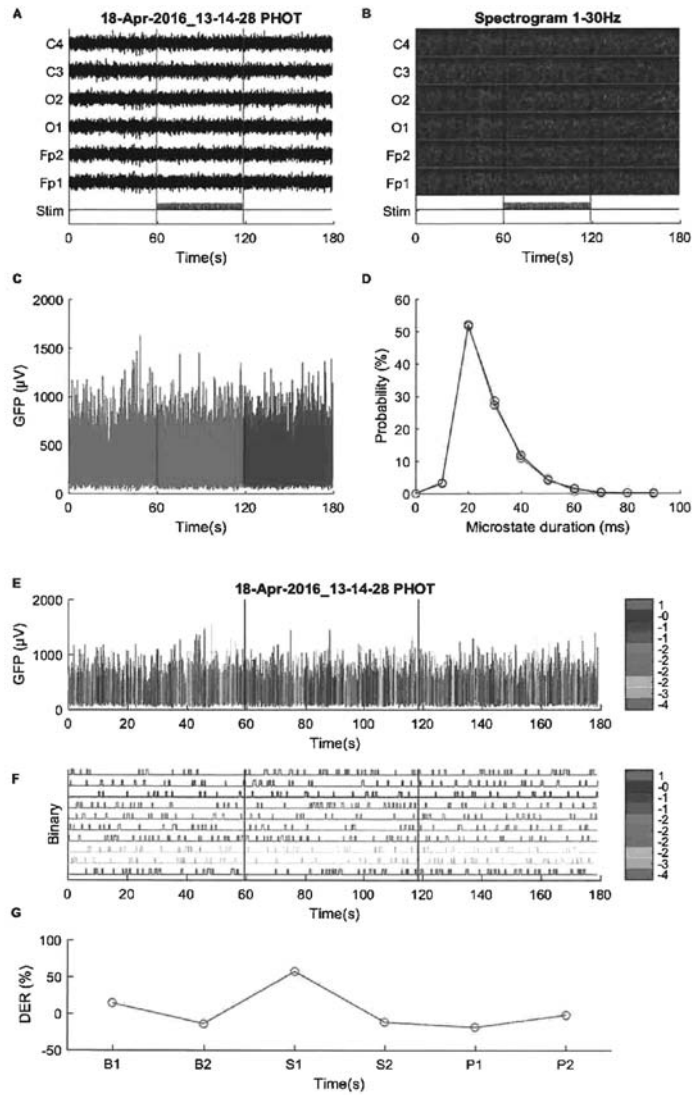 A
18-Apr-2016_13-14-28 PHOT
C4
C3
O2
O1
Fp2
Fp1
Stim
0 60 120 180
Time(s)
B
Spectrogram 1-30Hz
C4
C3
O2
O1
Fp2
Fp1
Stim
0 60 120 180
Time(s)
C
2000
1500
1000
500
0
GFP (µV)
0 60 120 180
Time(s)
D
60
50
40
30
20
10
0
Probability (%)
0 20 40 60 80 100
Microstate duration (ms)
E
18-Apr-2016_13-14-28 PHOT
2000
1000
0
GFP (µV)
0 20 40 60 80 100 120 140 160 180
Time(s)
1
-0
-1
-1
-2
-2
-2
-2
-3
-4
F
Binary
0 20 40 60 80 100 120 140 160 180
Time(s)
1
-0
-1
-1
-2
-2
-2
-2
-3
-4
G
100
50
0
-50
DER (%)
B1 B2 S1 S2 P1 P2
Time(s)